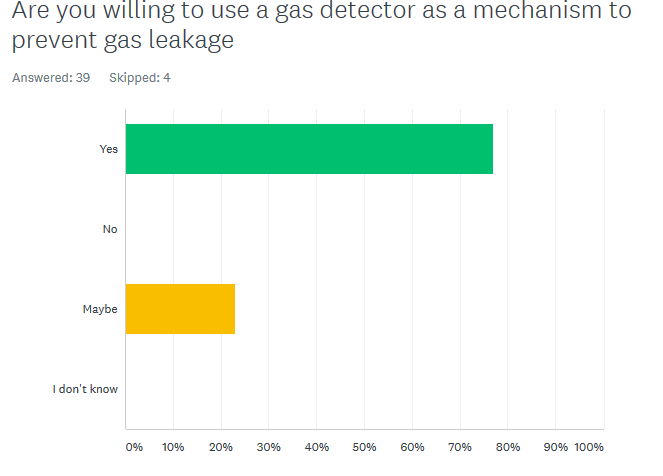 Are you willing to use a gas detector as a mechanism to
prevent gas leakage
Answered: 39 Skipped: 4
Yes
No
Maybe
I don't know
0% 10% 20% 30% 40% 50% 60% 70% 80% 90% 100%